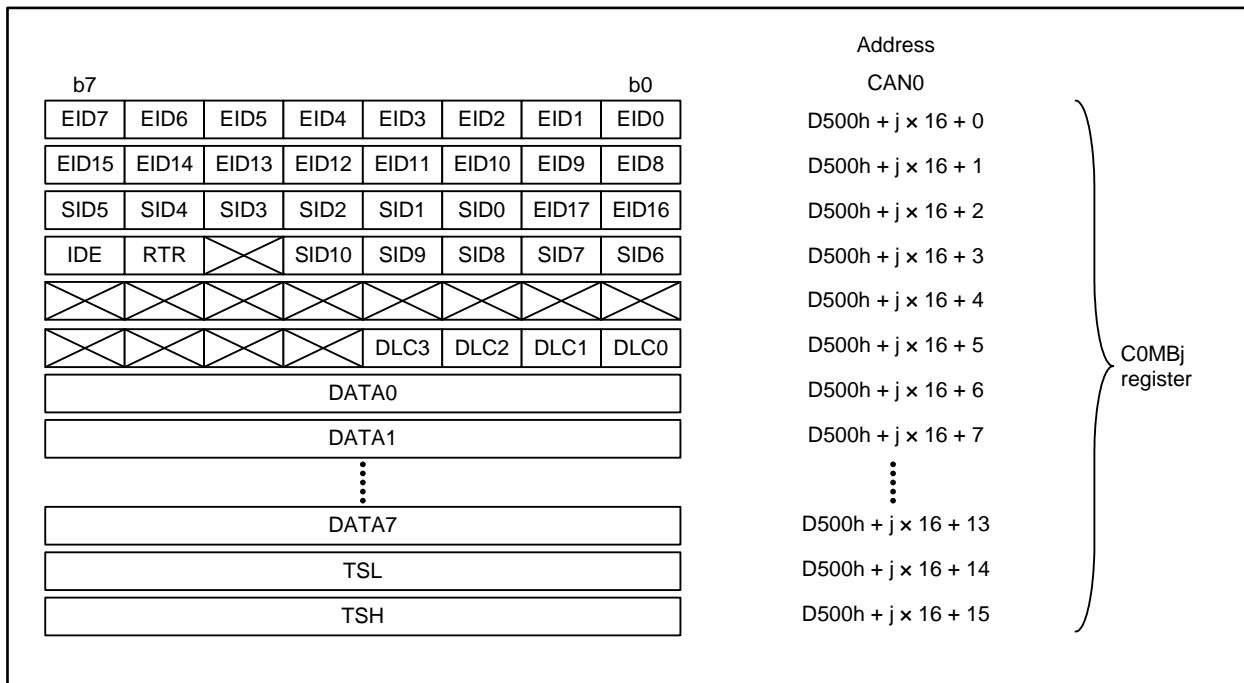 Address
b7 b0 CAN0
EID7 EID6 EID5 EID4 EID3 EID2 EID1 EID0 D500h + j × 16 + 0
EID15 EID14 EID13 EID12 EID11 EID10 EID9 EID8 D500h + j × 16 + 1
SID5 SID4 SID3 SID2 SID1 SID0 EID17 EID16 D500h + j × 16 + 2
IDE RTR SID10 SID9 SID8 SID7 SID6 D500h + j × 16 + 3
D500h + j × 16 + 4
DLC3 DLC2 DLC1 DLC0 D500h + j × 16 + 5
C0MBj
register
DATA0 D500h + j × 16 + 6
DATA1 D500h + j × 16 + 7
DATA7 D500h + j × 16 + 13
TSL D500h + j × 16 + 14
TSH D500h + j × 16 + 15